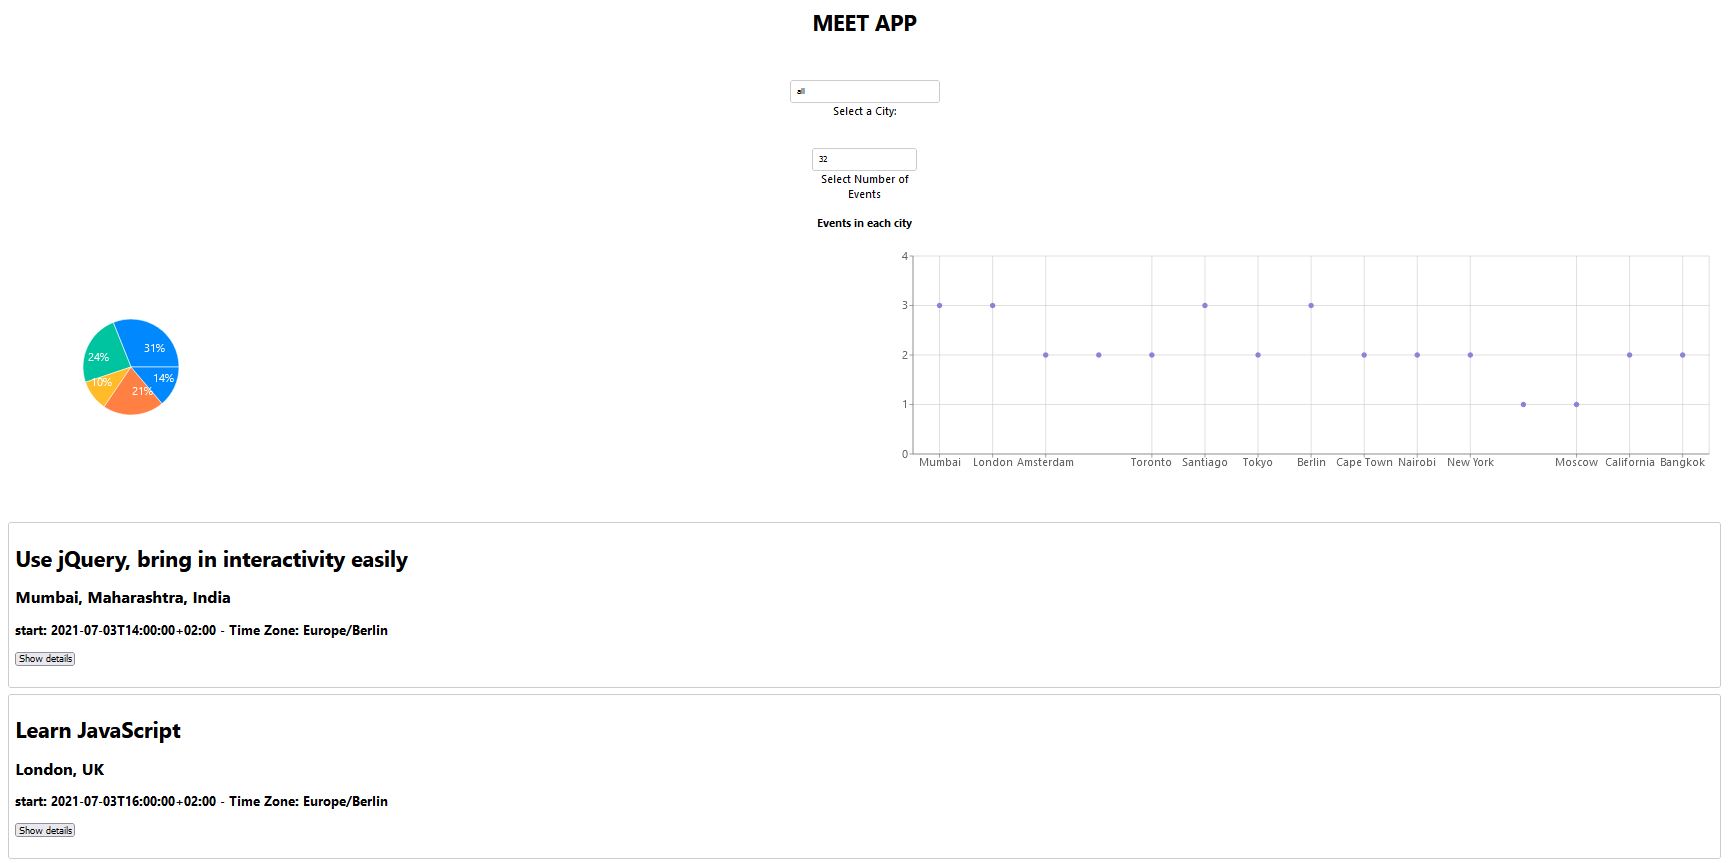 MEET APP
all
Select a City:
32
Select Number of
Events
Events in each city
31%
24%
14%
10%
21%
4
3
2
1
0
Mumbai London Amsterdam Toronto Santiago Tokyo Berlin Cape Town Nairobi New York Moscow California Bangkok
Use jQuery, bring in interactivity easily
Mumbai, Maharashtra, India
start: 2021-07-03T14:00:00+02:00 - Time Zone: Europe/Berlin
Show details
Learn JavaScript
London, UK
start: 2021-07-03T16:00:00+02:00 - Time Zone: Europe/Berlin
Show details